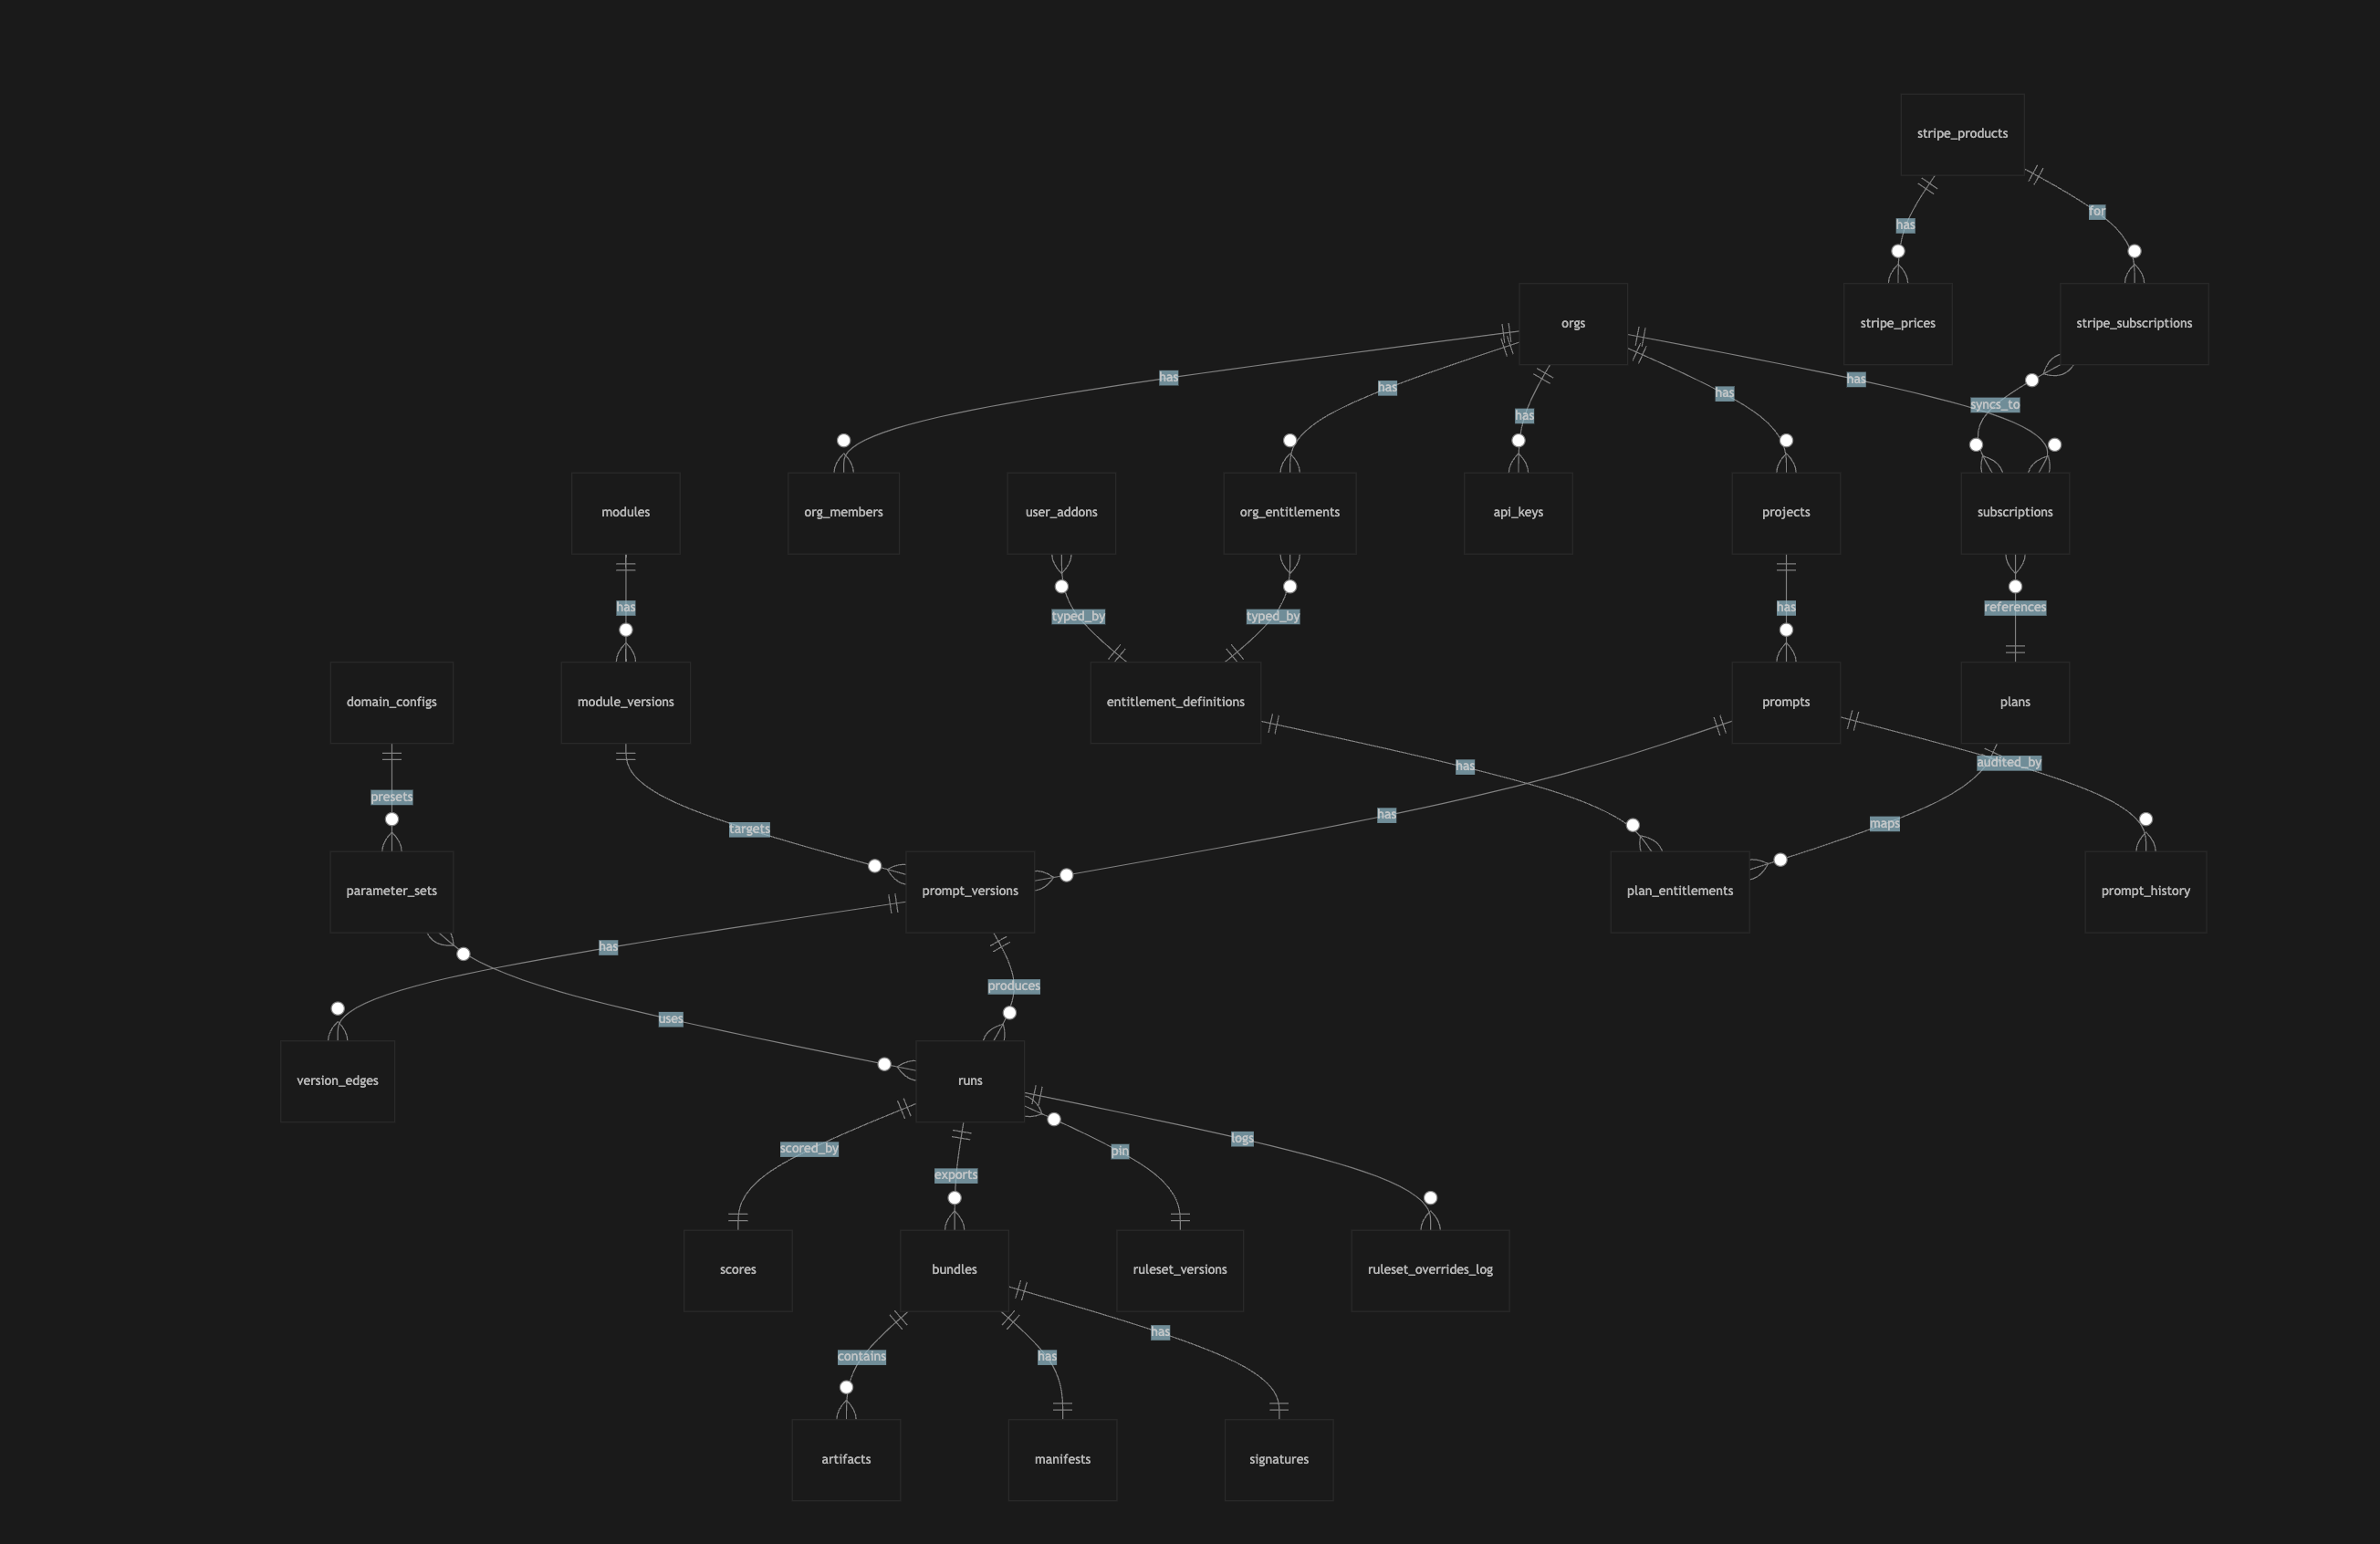 stripe_products
has
for
orgs
stripe_prices
stripe_subscriptions
has
has
has
has
has
syncs_to
modules
org_members
user_addons
org_entitlements
api_keys
projects
subscriptions
has
typed_by
typed_by
has
references
domain_configs
module_versions
entitlement_definitions
prompts
plans
presets
targets
has
has
maps
audited_by
parameter_sets
prompt_versions
plan_entitlements
prompt_history
has
uses
produces
version_edges
runs
scored_by
exports
pin
logs
scores
bundles
ruleset_versions
ruleset_overrides_log
contains
has
has
artifacts
manifests
signatures